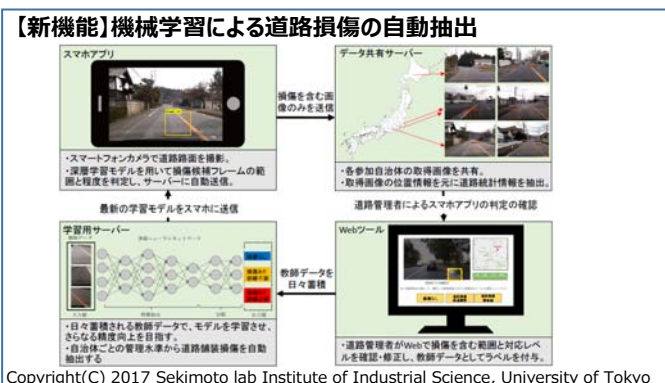 【新機能】機械学習による道路損傷の自動抽出
スマホアプリ
・スマートフォンカメラで道路路面を撮影。
・深層学習モデルを用いて損傷候補フレームの範
囲と程度を判定し、サーバーに自動送信。
損傷を含む画
像のみを送信
データ共有サーバー
・各参加自治体の取得画像を共有。
・取得画像の位置情報を元に道路統計情報を抽出。
最新の学習モデルをスマホに送信
道路管理者によるスマホアプリの判定の確認
学習用サーバー
・日々蓄積される教師データで、モデルを学習させ、
さらなる精度向上を目指す。
・自治体ごとの管理水準から道路舗装損傷を自動
抽出する
教師データを
日々蓄積
Webツール
・道路管理者がWebで損傷を含む範囲と対応レベ
ルを確認・修正し、教師データとしてラベルを付与。
Copyright(C) 2017 Sekimoto lab Institute of Industrial Science, University of Tokyo